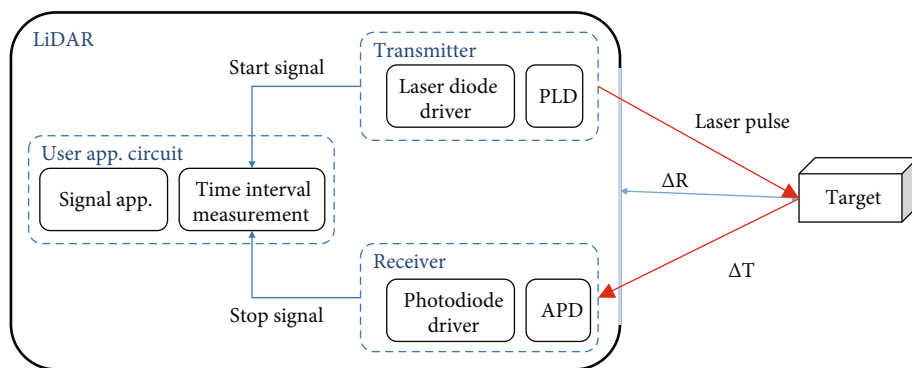 LiDAR
Transmitter
Start signal
Laser diode
driver
PLD
Laser pulse
User app. circuit
Signal app.
Time interval
measurement
ΔR
Target
Receiver
ΔT
Photodiode
driver
APD
Stop signal